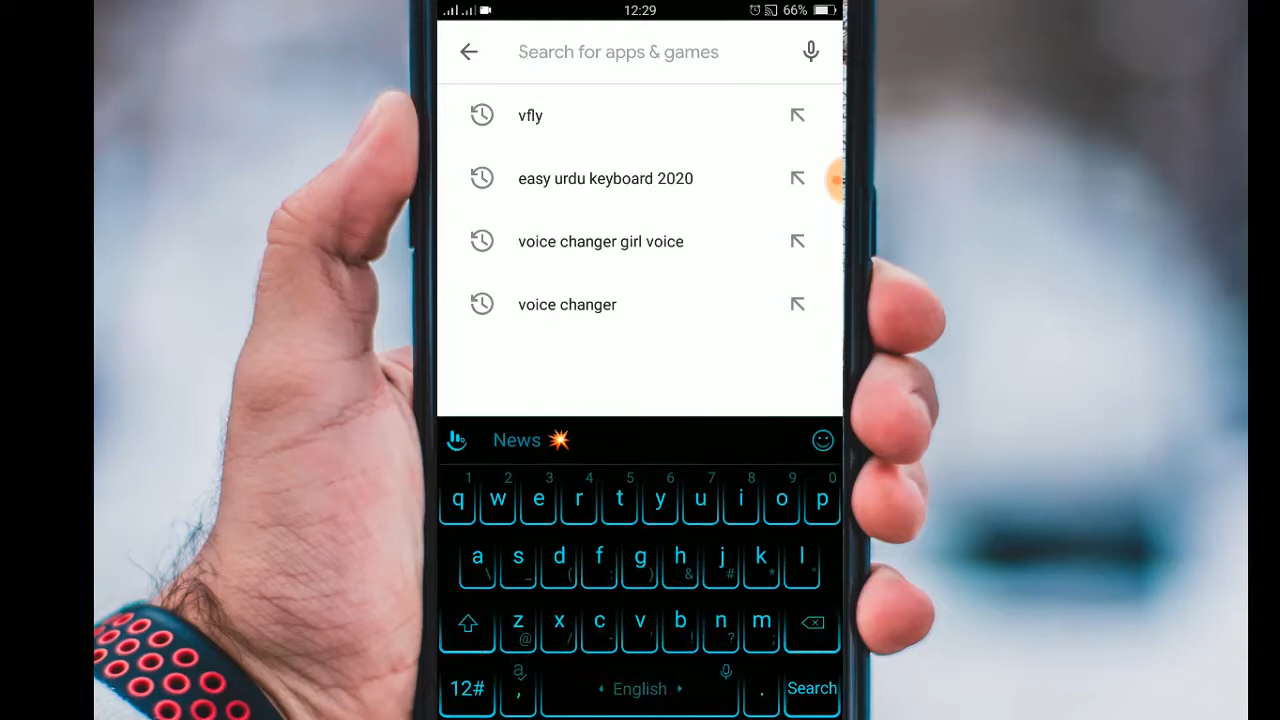 12:29 66%
Search for apps & games
vfly
easy urdu keyboard 2020
voice changer girl voice
voice changer
News 💥
1 2 3 4 5 6 7 8 9 0
q w e r t y u i o p
a s d f g h j k l
\ _ ( : ) & # * "
z x c v b n m
@ / - ' ! ? ;
12# , English . Search